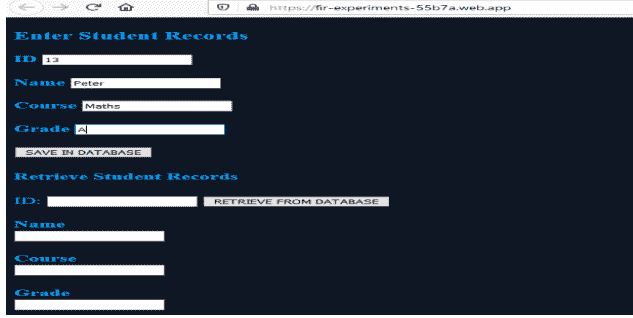 https://fir-experiments-55b7a.web.app
Enter Student Records
ID 13
Name Peter
Course Maths
Grade A
SAVE IN DATABASE
Retrieve Student Records
ID: RETRIEVE FROM DATABASE
Name
Course
Grade